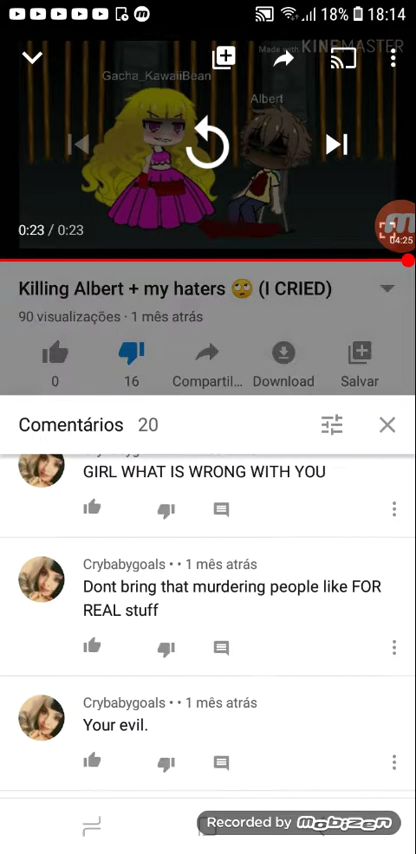 18% 18:14
Made with KINEMASTER
Gacha_KawaiiBean
Albert
0:23 / 0:23
04:25
Killing Albert + my haters 🙄 (I CRIED)
90 visualizações · 1 mês atrás
0 16 Compartil... Download Salvar
Comentários 20
GIRL WHAT IS WRONG WITH YOU
Crybabygoals • • 1 mês atrás
Dont bring that murdering people like FOR
REAL stuff
Crybabygoals • • 1 mês atrás
Your evil.
Recorded by mobizen